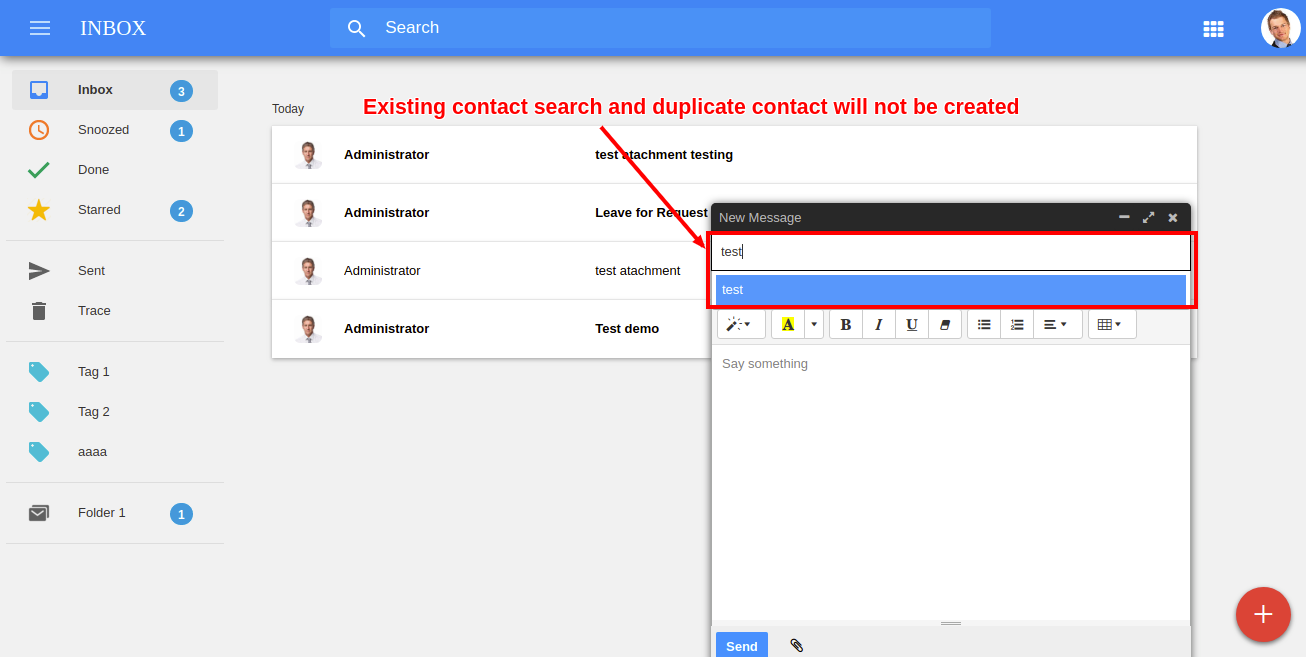 INBOX
Search
Inbox 3
Snoozed 1
Done
Starred 2
Sent
Trace
Tag 1
Tag 2
aaaa
Folder 1 1
Today
Existing contact search and duplicate contact will not be created
Administrator test atachment testing
Administrator Leave for Request
Administrator test atachment
Administrator Test demo
New Message
test
test
A B I U
Say something
Send